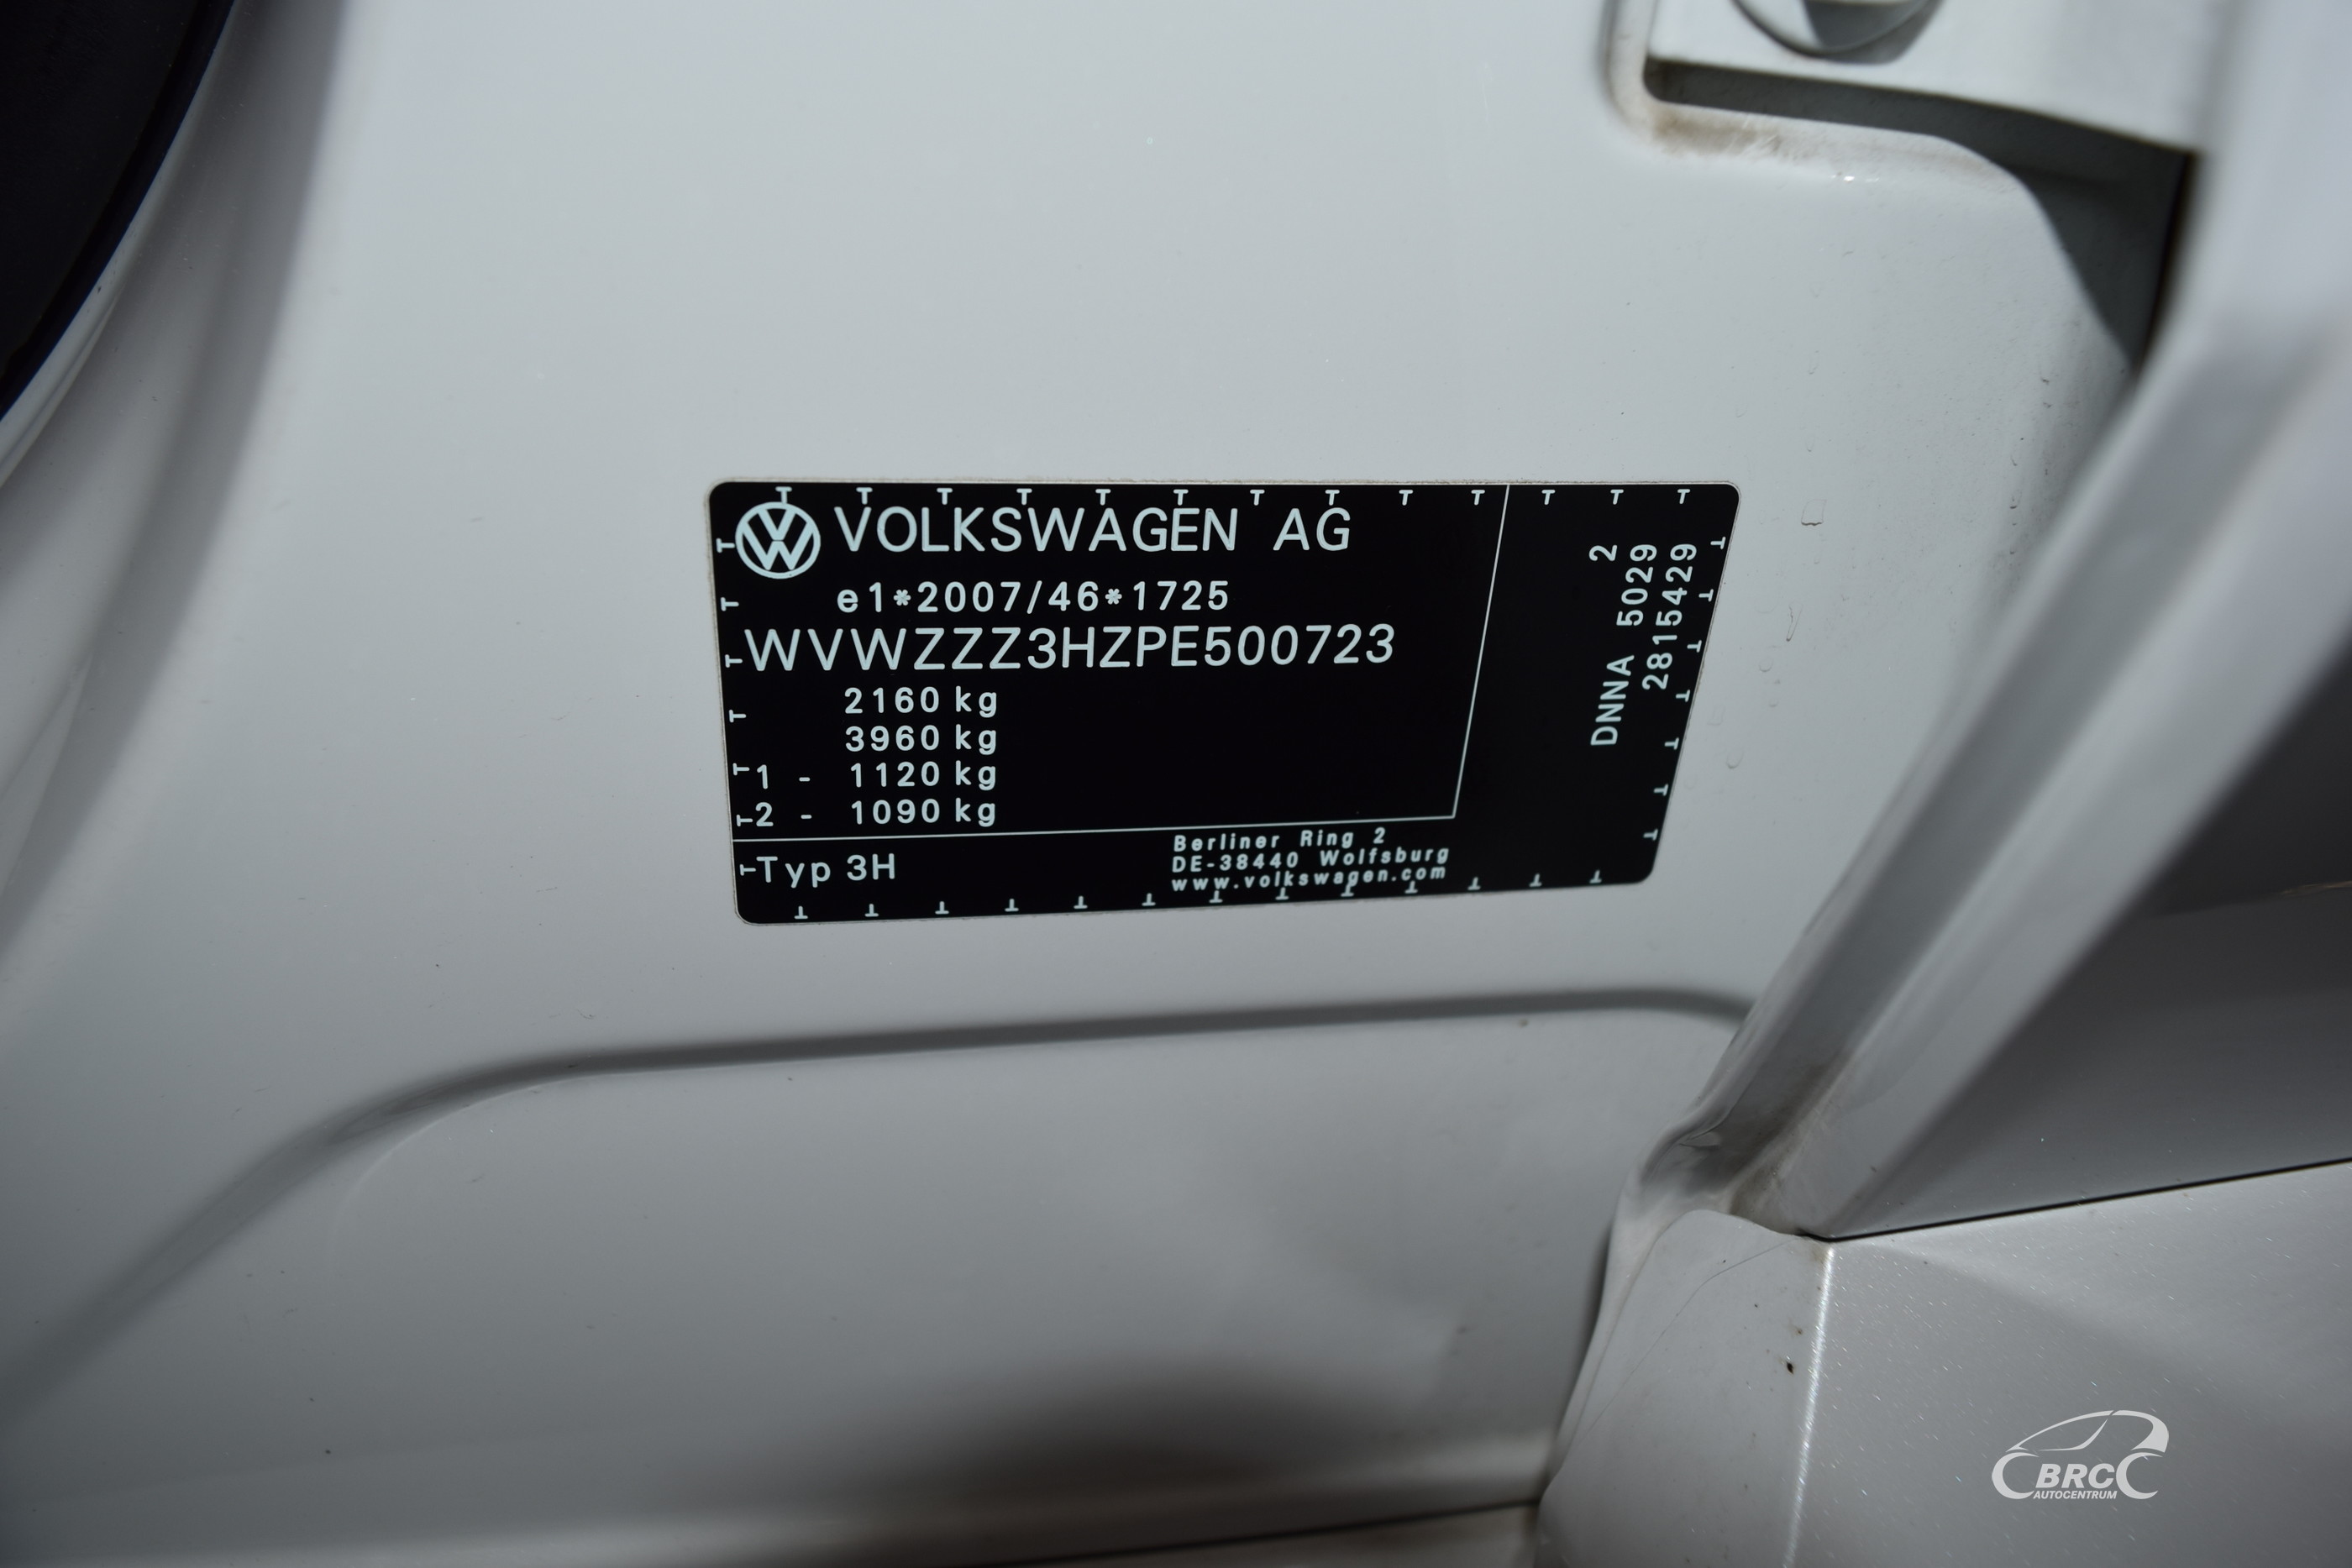 VOLKSWAGEN AG
e1*2007/46*1725
WVWZZZ3HZPE500723
2160 kg
3960 kg
1 - 1120 kg
2 - 1090 kg
Typ 3H
Berliner Ring 2
DE-38440 Wolfsburg
www.volkswagen.com
2
DNNA 5029
28154429
BRC
AUTOCENTRUM